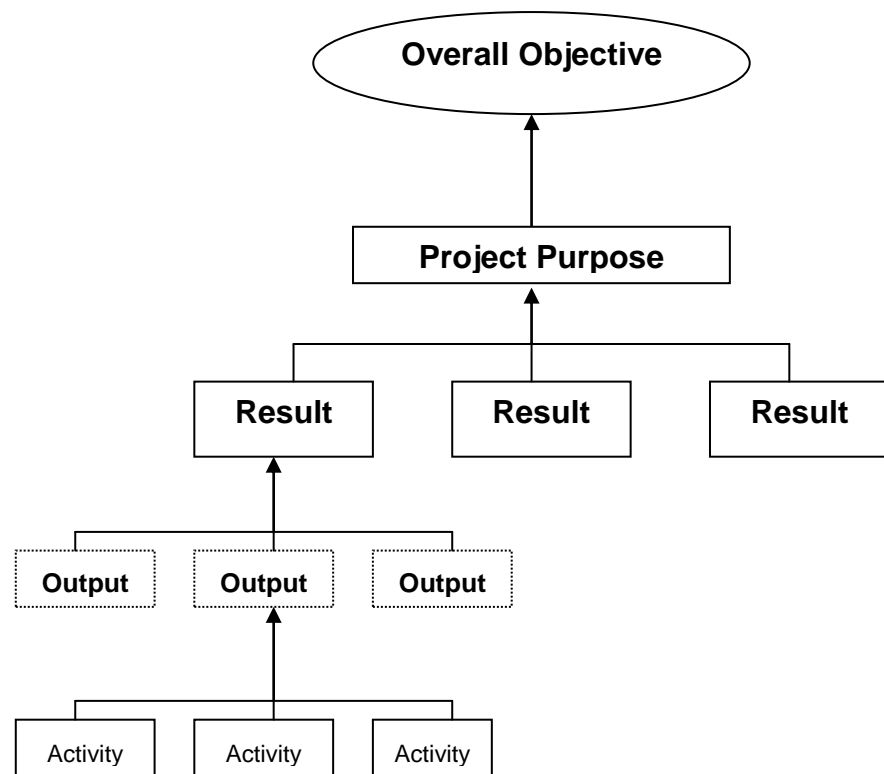 Overall Objective
Project Purpose
Result
Result
Result
Output
Output
Output
Activity
Activity
Activity